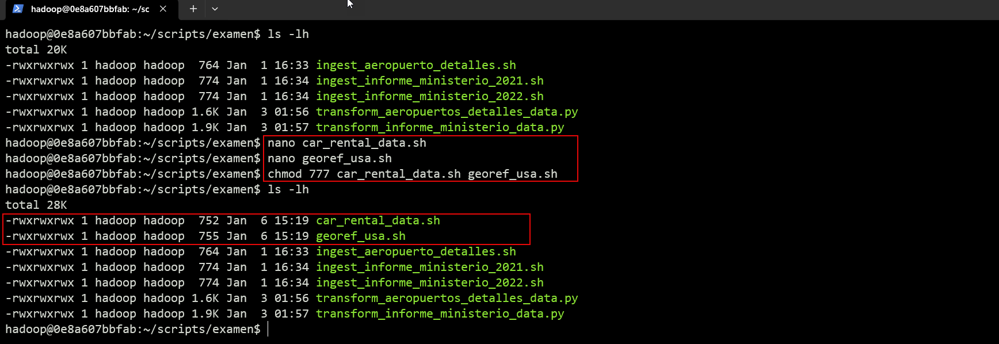 hadoop@0e8a607bbfab: ~/sc
hadoop@0e8a607bbfab:~/scripts/examen$ ls -lh
total 20K
-rwxrwxrwx 1 hadoop hadoop  764 Jan  1 16:33 ingest_aeropuerto_detalles.sh
-rwxrwxrwx 1 hadoop hadoop  774 Jan  1 16:34 ingest_informe_ministerio_2021.sh
-rwxrwxrwx 1 hadoop hadoop  774 Jan  1 16:34 ingest_informe_ministerio_2022.sh
-rwxrwxrwx 1 hadoop hadoop 1.6K Jan  3 01:56 transform_aeropuertos_detalles_data.py
-rwxrwxrwx 1 hadoop hadoop 1.9K Jan  3 01:57 transform_informe_ministerio_data.py
hadoop@0e8a607bbfab:~/scripts/examen$ nano car_rental_data.sh
hadoop@0e8a607bbfab:~/scripts/examen$ nano georef_usa.sh
hadoop@0e8a607bbfab:~/scripts/examen$ chmod 777 car_rental_data.sh georef_usa.sh
hadoop@0e8a607bbfab:~/scripts/examen$ ls -lh
total 28K
-rwxrwxrwx 1 hadoop hadoop  752 Jan  6 15:19 car_rental_data.sh
-rwxrwxrwx 1 hadoop hadoop  755 Jan  6 15:19 georef_usa.sh
-rwxrwxrwx 1 hadoop hadoop  764 Jan  1 16:33 ingest_aeropuerto_detalles.sh
-rwxrwxrwx 1 hadoop hadoop  774 Jan  1 16:34 ingest_informe_ministerio_2021.sh
-rwxrwxrwx 1 hadoop hadoop  774 Jan  1 16:34 ingest_informe_ministerio_2022.sh
-rwxrwxrwx 1 hadoop hadoop 1.6K Jan  3 01:56 transform_aeropuertos_detalles_data.py
-rwxrwxrwx 1 hadoop hadoop 1.9K Jan  3 01:57 transform_informe_ministerio_data.py
hadoop@0e8a607bbfab:~/scripts/examen$